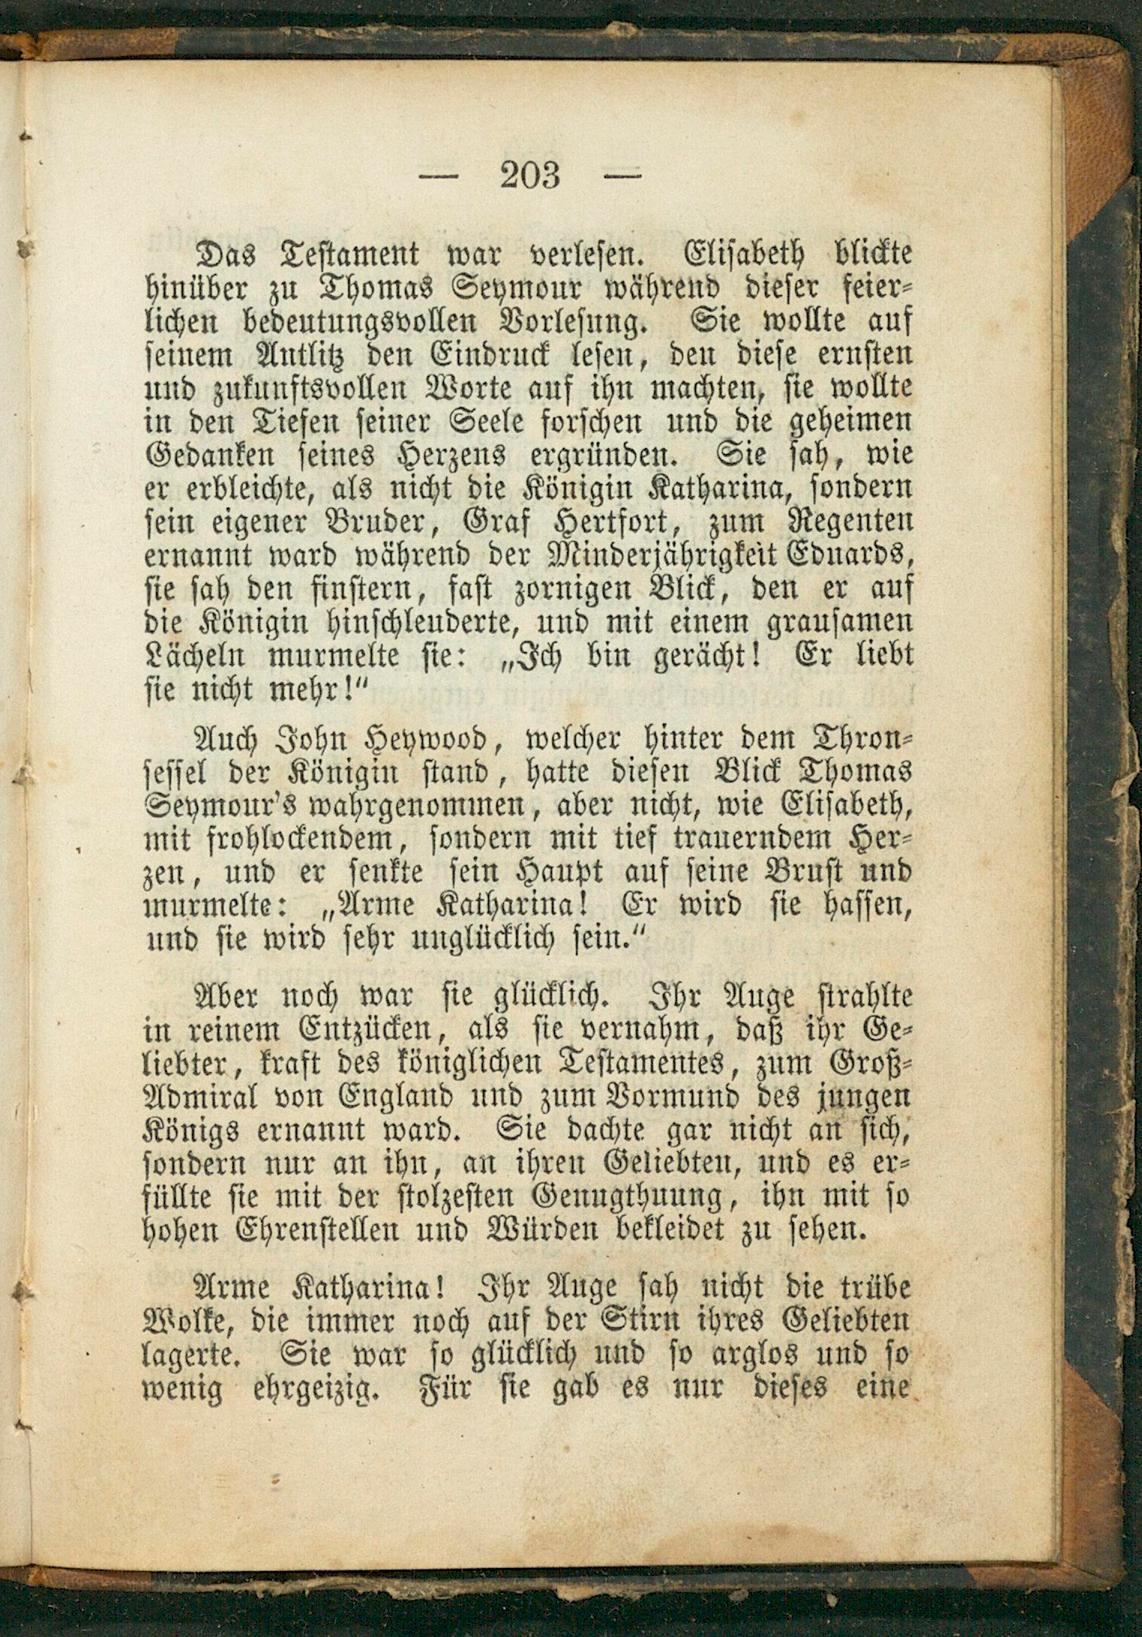 — 203 —
Das Testament war verlesen. Elisabeth blickte
hinüber zu Thomas Seymour während dieser feier-
lichen bedeutungsvollen Vorlesung. Sie wollte auf
seinem Antlitz den Eindruck lesen, den diese ernsten
und zukunftsvollen Worte auf ihn machten, sie wollte
in den Tiefen seiner Seele forschen und die geheimen
Gedanken seines Herzens ergründen. Sie sah, wie
er erbleichte, als nicht die Königin Katharina, sondern
sein eigener Bruder, Graf Hertfort, zum Regenten
ernannt ward während der Minderjährigkeit Eduards,
sie sah den finstern, fast zornigen Blick, den er auf
die Königin hinschleuderte, und mit einem grausamen
Lächeln murmelte sie: „Ich bin gerächt! Er liebt
sie nicht mehr!“
Auch John Heywood, welcher hinter dem Thron-
sessel der Königin stand, hatte diesen Blick Thomas
Seymour's wahrgenommen, aber nicht, wie Elisabeth,
mit frohlockendem, sondern mit tief trauerndem Her-
zen, und er senkte sein Haupt auf seine Brust und
murmelte: „Arme Katharina! Er wird sie hassen,
und sie wird sehr unglücklich sein.“
Aber noch war sie glücklich. Ihr Auge strahlte
in reinem Entzücken, als sie vernahm, daß ihr Ge-
liebter, kraft des königlichen Testamentes, zum Groß-
Admiral von England und zum Vormund des jungen
Königs ernannt ward. Sie dachte gar nicht an sich,
sondern nur an ihn, an ihren Geliebten, und es er-
füllte sie mit der stolzesten Genugthuung, ihn mit so
hohen Ehrenstellen und Würden bekleidet zu sehen.
Arme Katharina! Ihr Auge sah nicht die trübe
Wolke, die immer noch auf der Stirn ihres Geliebten
lagerte. Sie war so glücklich und so arglos und so
wenig ehrgeizig. Für sie gab es nur dieses eine